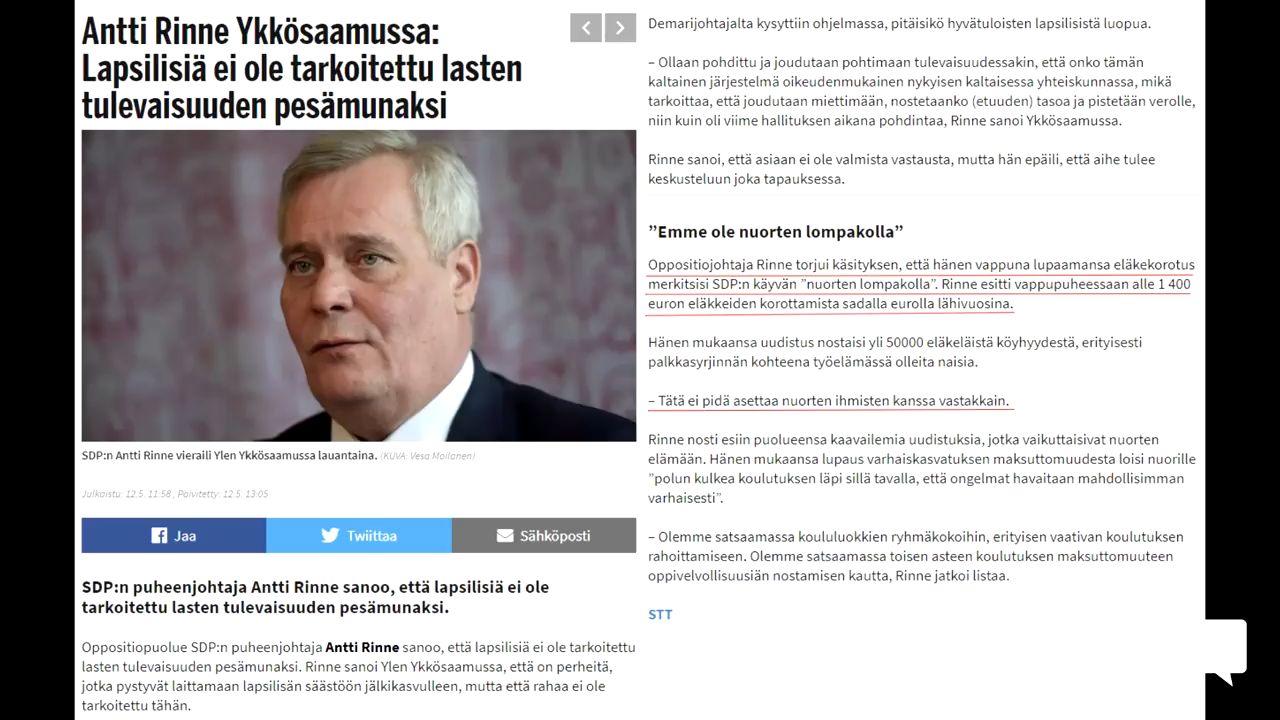 Antti Rinne Ykkösaamussa:
Lapsilisiä ei ole tarkoitettu lasten
tulevaisuuden pesämunaksi
SDP:n Antti Rinne vieraili Ylen Ykkösaamussa lauantaina. (KUVA: Vesa Moilanen)
Julkaistu: 12.5. 11:58 , Päivitetty: 12.5. 13:05
Jaa
Twiittaa
Sähköposti
SDP:n puheenjohtaja Antti Rinne sanoo, että lapsilisiä ei ole
tarkoitettu lasten tulevaisuuden pesämunaksi.
Oppositiopuolue SDP:n puheenjohtaja Antti Rinne sanoo, että lapsilisiä ei ole tarkoitettu
lasten tulevaisuuden pesämunaksi. Rinne sanoi Ylen Ykkösaamussa, että on perheitä,
jotka pystyvät laittamaan lapsilisän säästöön jälkikasvulleen, mutta että rahaa ei ole
tarkoitettu tähän.
Demarijohtajalta kysyttiin ohjelmassa, pitäisikö hyvätuloisten lapsilisistä luopua.
– Ollaan pohdittu ja joudutaan pohtimaan tulevaisuudessakin, että onko tämän
kaltainen järjestelmä oikeudenmukainen nykyisen kaltaisessa yhteiskunnassa, mikä
tarkoittaa, että joudutaan miettimään, nostetaanko (etuuden) tasoa ja pistetään verolle,
niin kuin oli viime hallituksen aikana pohdintaa, Rinne sanoi Ykkösaamussa.
Rinne sanoi, että asiaan ei ole valmista vastausta, mutta hän epäili, että aihe tulee
keskusteluun joka tapauksessa.
”Emme ole nuorten lompakolla”
Oppositiojohtaja Rinne torjui käsityksen, että hänen vappuna lupaamansa eläkekorotus
merkitsisi SDP:n käyvän ”nuorten lompakolla”. Rinne esitti vappupuheessaan alle 1 400
euron eläkkeiden korottamista sadalla eurolla lähivuosina.
Hänen mukaansa uudistus nostaisi yli 50000 eläkeläistä köyhyydestä, erityisesti
palkkasyrjinnän kohteena työelämässä olleita naisia.
– Tätä ei pidä asettaa nuorten ihmisten kanssa vastakkain.
Rinne nosti esiin puolueensa kaavailemia uudistuksia, jotka vaikuttaisivat nuorten
elämään. Hänen mukaansa lupaus varhaiskasvatuksen maksuttomuudesta loisi nuorille
”polun kulkea koulutuksen läpi sillä tavalla, että ongelmat havaitaan mahdollisimman
varhaisesti”.
– Olemme satsaamassa koululuokkien ryhmäkokoihin, erityisen vaativan koulutuksen
rahoittamiseen. Olemme satsaamassa toisen asteen koulutuksen maksuttomuuteen
oppivelvollisuusiän nostamisen kautta, Rinne jatkoi listaa.
STT